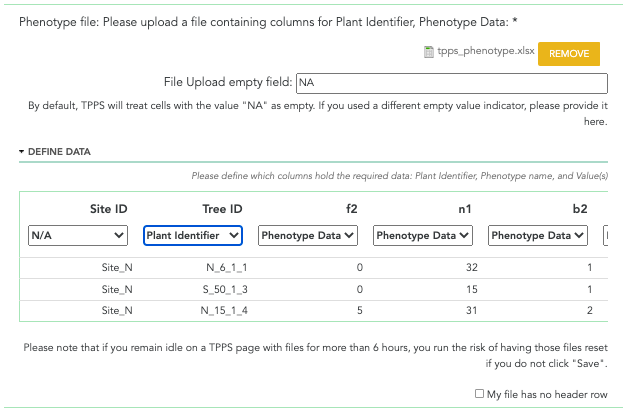 Phenotype file: Please upload a file containing columns for Plant Identifier, Phenotype Data: *
tpps_phenotype.xlsx REMOVE
File Upload empty field: NA
By default, TPPS will treat cells with the value "NA" as empty. If you used a different empty value indicator, please provide it
here.
DEFINE DATA
Please define which columns hold the required data: Plant Identifier, Phenotype name, and Value(s)
Site ID Tree ID f2 n1 b2
N/A Plant Identifier Phenotype Data Phenotype Data Phenotype Data
Site_N N_6_1_1 0 32 1
Site_N S_50_1_3 0 15 1
Site_N N_15_1_4 5 31 2
Please note that if you remain idle on a TPPS page with files for more than 6 hours, you run the risk of having those files reset
if you do not click "Save".
My file has no header row